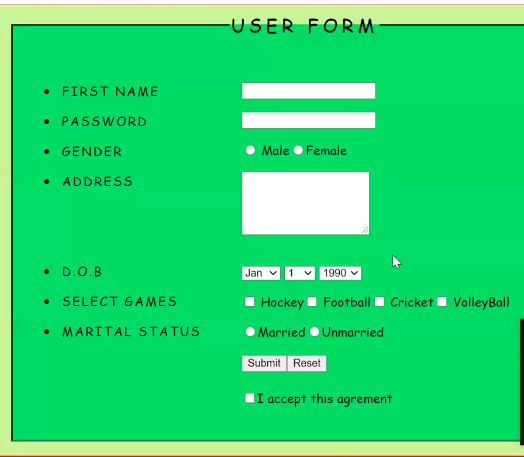 USER FORM
FIRST NAME
PASSWORD
GENDER Male Female
ADDRESS
D.O.B Jan 1 1990
SELECT GAMES Hockey Football Cricket VolleyBall
MARITAL STATUS Married Unmarried
Submit Reset
I accept this agrement